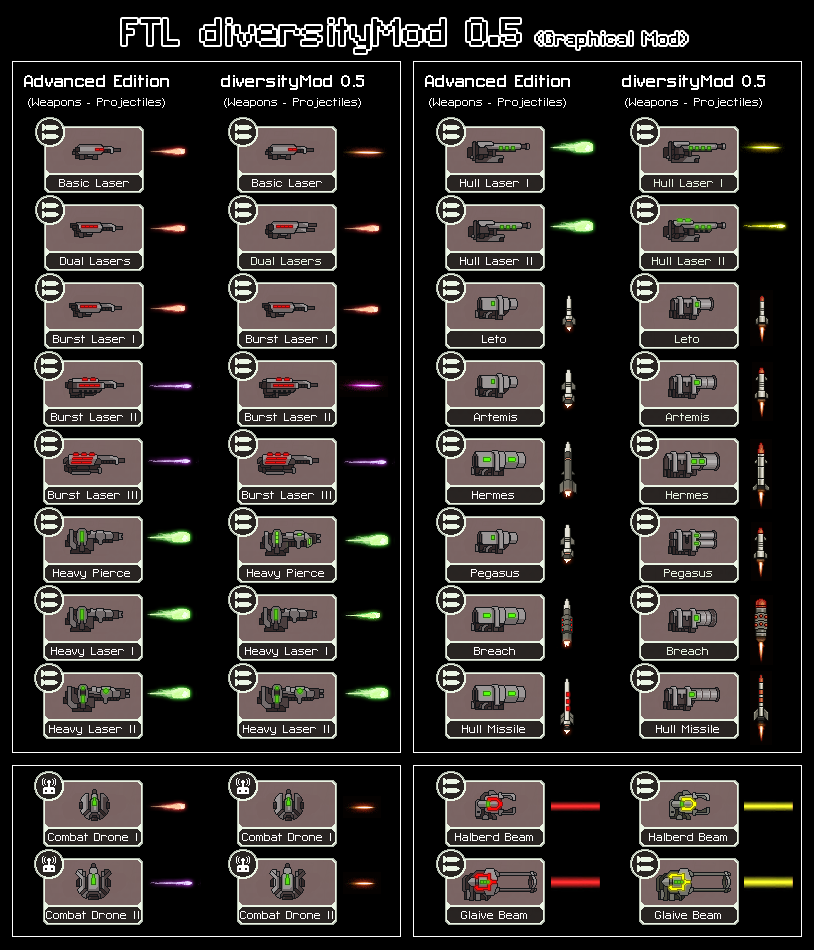 FTL diversityMod 0.5 (Graphical Mod)
Advanced Edition diversityMod 0.5
(Weapons - Projectiles) (Weapons - Projectiles)
Basic Laser Basic Laser
Dual Lasers Dual Lasers
Burst Laser I Burst Laser I
Burst Laser II Burst Laser II
Burst Laser III Burst Laser III
Heavy Pierce Heavy Pierce
Heavy Laser I Heavy Laser I
Heavy Laser II Heavy Laser II
Advanced Edition diversityMod 0.5
(Weapons - Projectiles) (Weapons - Projectiles)
Hull Laser I Hull Laser I
Hull Laser II Hull Laser II
Leto Leto
Artemis Artemis
Hermes Hermes
Pegasus Pegasus
Breach Breach
Hull Missile Hull Missile
Combat Drone I Combat Drone I
Combat Drone II Combat Drone II
Halberd Beam Halberd Beam
Glaive Beam Glaive Beam